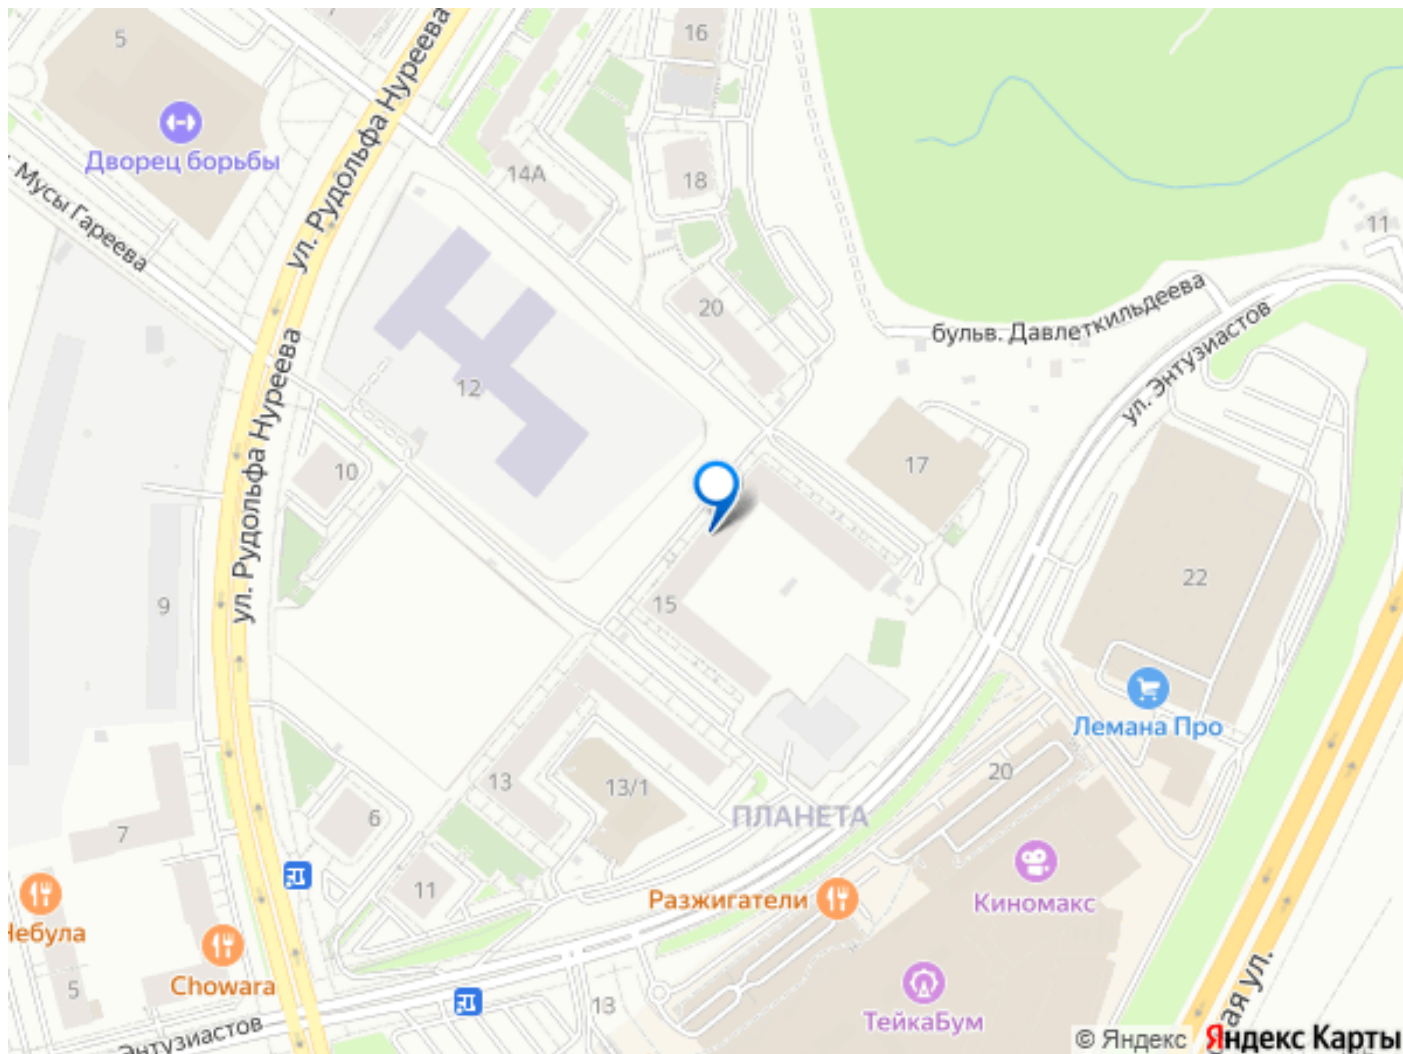 5
16
ул. Рудольфа Нуреева
Дворец борьбы
14А
18
Мусы Гареева
11
20
бульв. Давлеткильдеева
ул. Энтузиастов
12
ул. Рудольфа Нуреева
10
17
22
9
15
Лемана Про
13
13/1
20
ПЛАНЕТА
6
7
11
Киномакс
Разжигатели
Небула
Chowara
5
13
ТейкаБум
Энтузиастов
ая ул.
© Яндекс Яндекс Карты